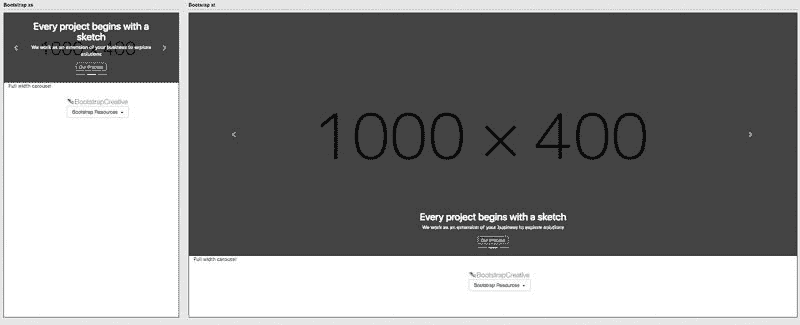 Bootstrap xs
Every project begins with a
sketch
1000 × 400
We work as an extension of your business to explore
solutions
Our Process
Full width carousel
BootstrapCreative
Bootstrap Resources
Bootstrap xl
1000 × 400
Every project begins with a sketch
We work as an extension of your business to explore solutions
Our Process
Full width carousel
BootstrapCreative
Bootstrap Resources